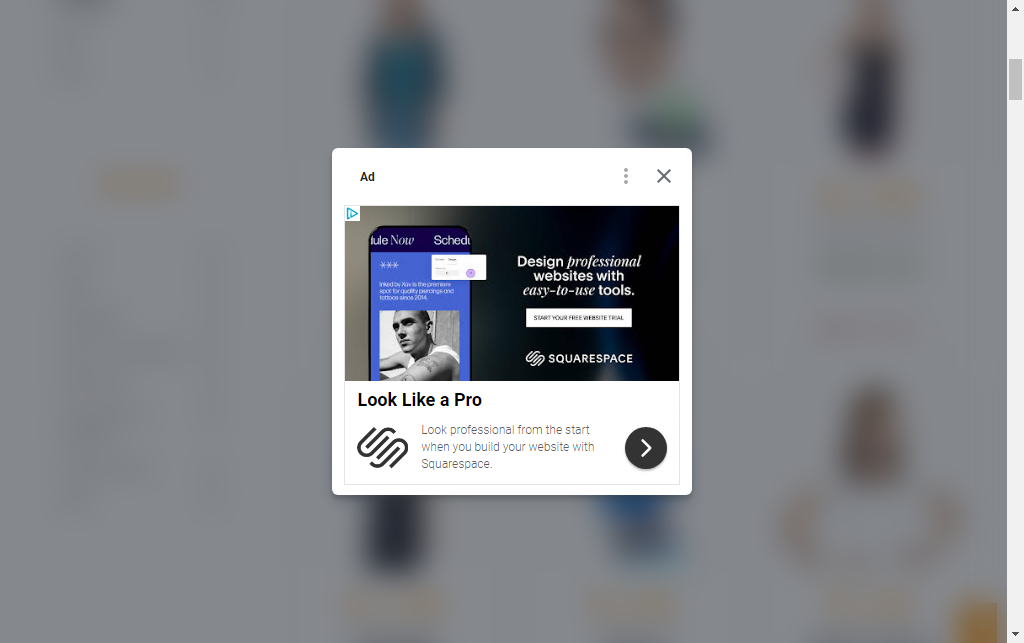 Ad
dule Now Schedu
Inked by Xav is the premiere
spot for quality piercings and
tattoos since 2014.
Design professional
websites with
easy-to-use tools.
START YOUR FREE WEBSITE TRIAL
SQUARESPACE
Look Like a Pro
Look professional from the start
when you build your website with
Squarespace.